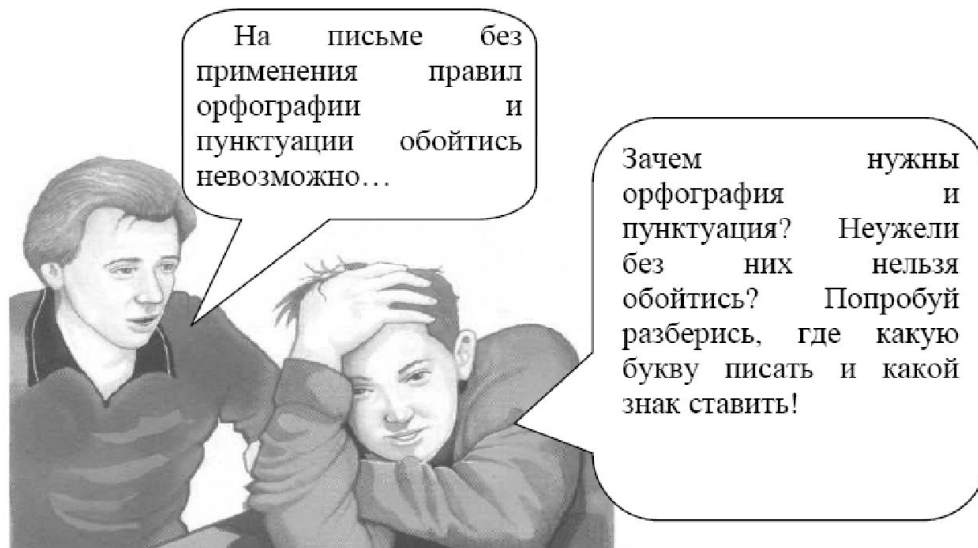 На письме без
применения правил
орфографии и
пунктуации обойтись
невозможно…
Зачем нужны
орфография и
пунктуация? Неужели
без них нельзя
обойтись? Попробуй
разберись, где какую
букву писать и какой
знак ставить!